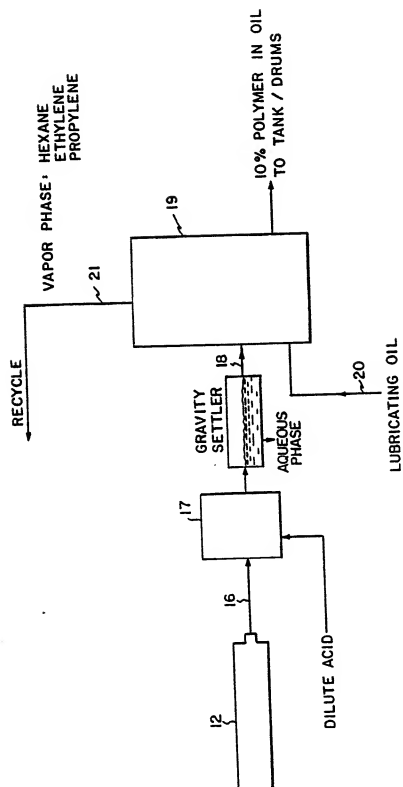 VAPOR PHASE: HEXANE
ETHYLENE
PROPYLENE
RECYCLE
21
19
10% POLYMER IN OIL
TO TANK / DRUMS
18
GRAVITY
SETTLER
AQUEOUS
PHASE
20
LUBRICATING OIL
17
16
12
DILUTE ACID